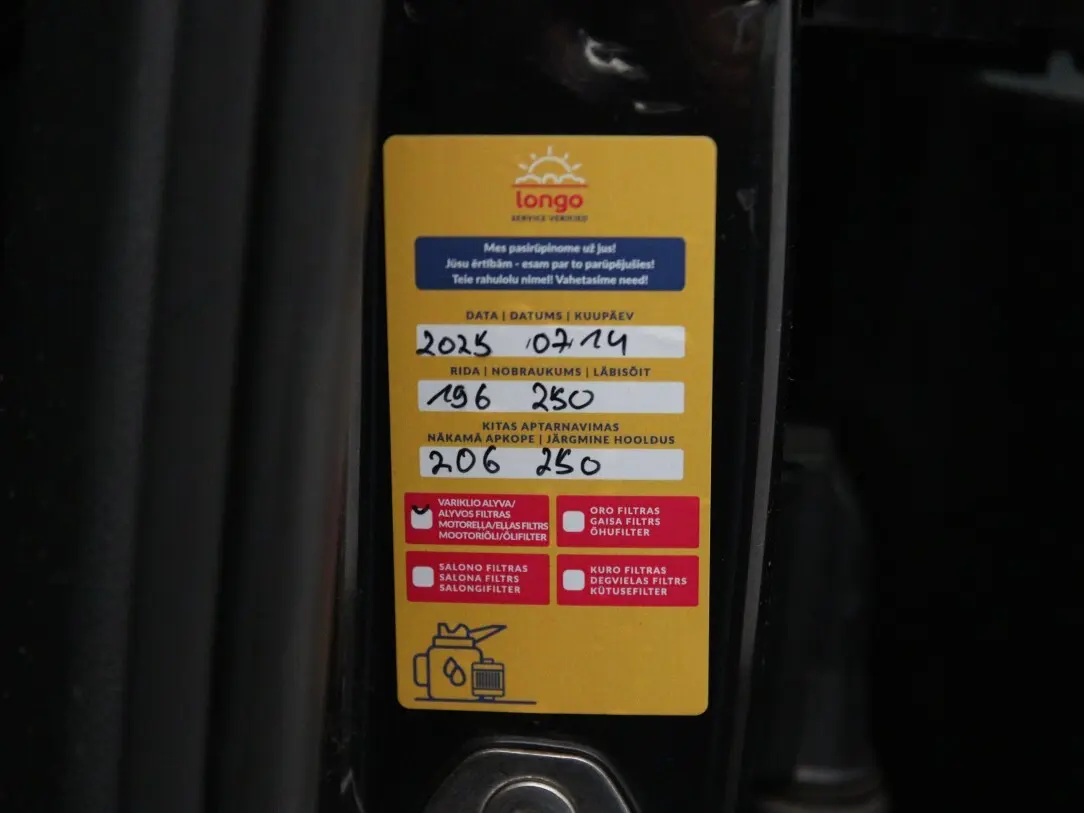 longo
SERVICE VERIFIED
Mes pasirūpinome už jus!
Jūsu ērtībām - esam par to parūpējušies!
Teie rahulolu nimel! Vahetasime need!
DATA | DATUMS | KUUPÄEV
2025 07 14
RIDA | NOBRAUKUMS | LÄBISÕIT
196 250
KITAS APTARNAVIMAS
NĀKAMĀ APKOPE | JÄRGMINE HOOLDUS
206 250
VARIKLIO ALYVA/
ALYVOS FILTRAS
MOTOREĻĻA/EĻĻAS FILTRS
MOOTORIÕLI/ÕLIFILTER
ORO FILTRAS
GAISA FILTRS
ÕHUFILTER
SALONO FILTRAS
SALONA FILTRS
SALONGIFILTER
KURO FILTRAS
DEGVIELAS FILTRS
KÜTUSEFILTER